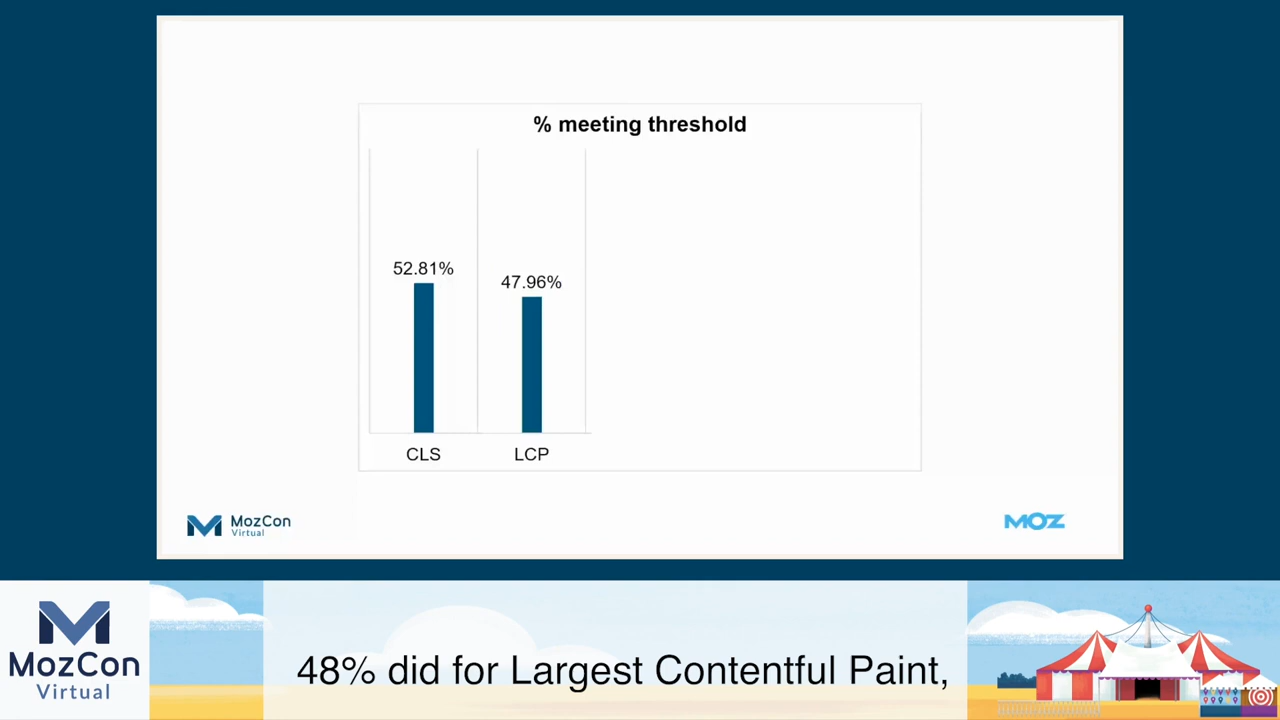 % meeting threshold
52.81%
47.96%
CLS
LCP
MozCon
Virtual
MOZ
MozCon
Virtual
48% did for Largest Contentful Paint,